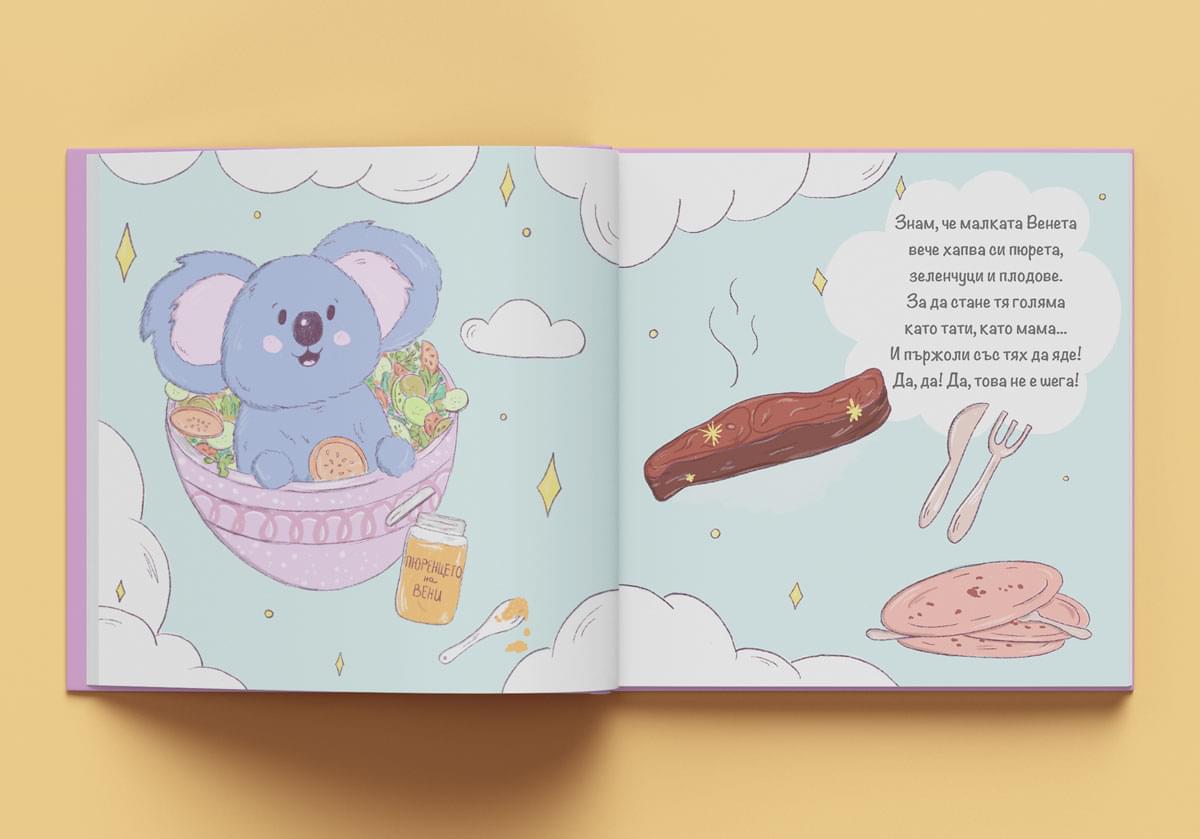 ПЮРЕНЦЕТО
на
ВЕНИ
Знам, че малката Венета
вече хапва си пюрета,
зеленчуци и плодове.
За да стане тя голяма
като тати, като мама...
И пържоли със тях да яде!
Да, да! Да, това не е шега!